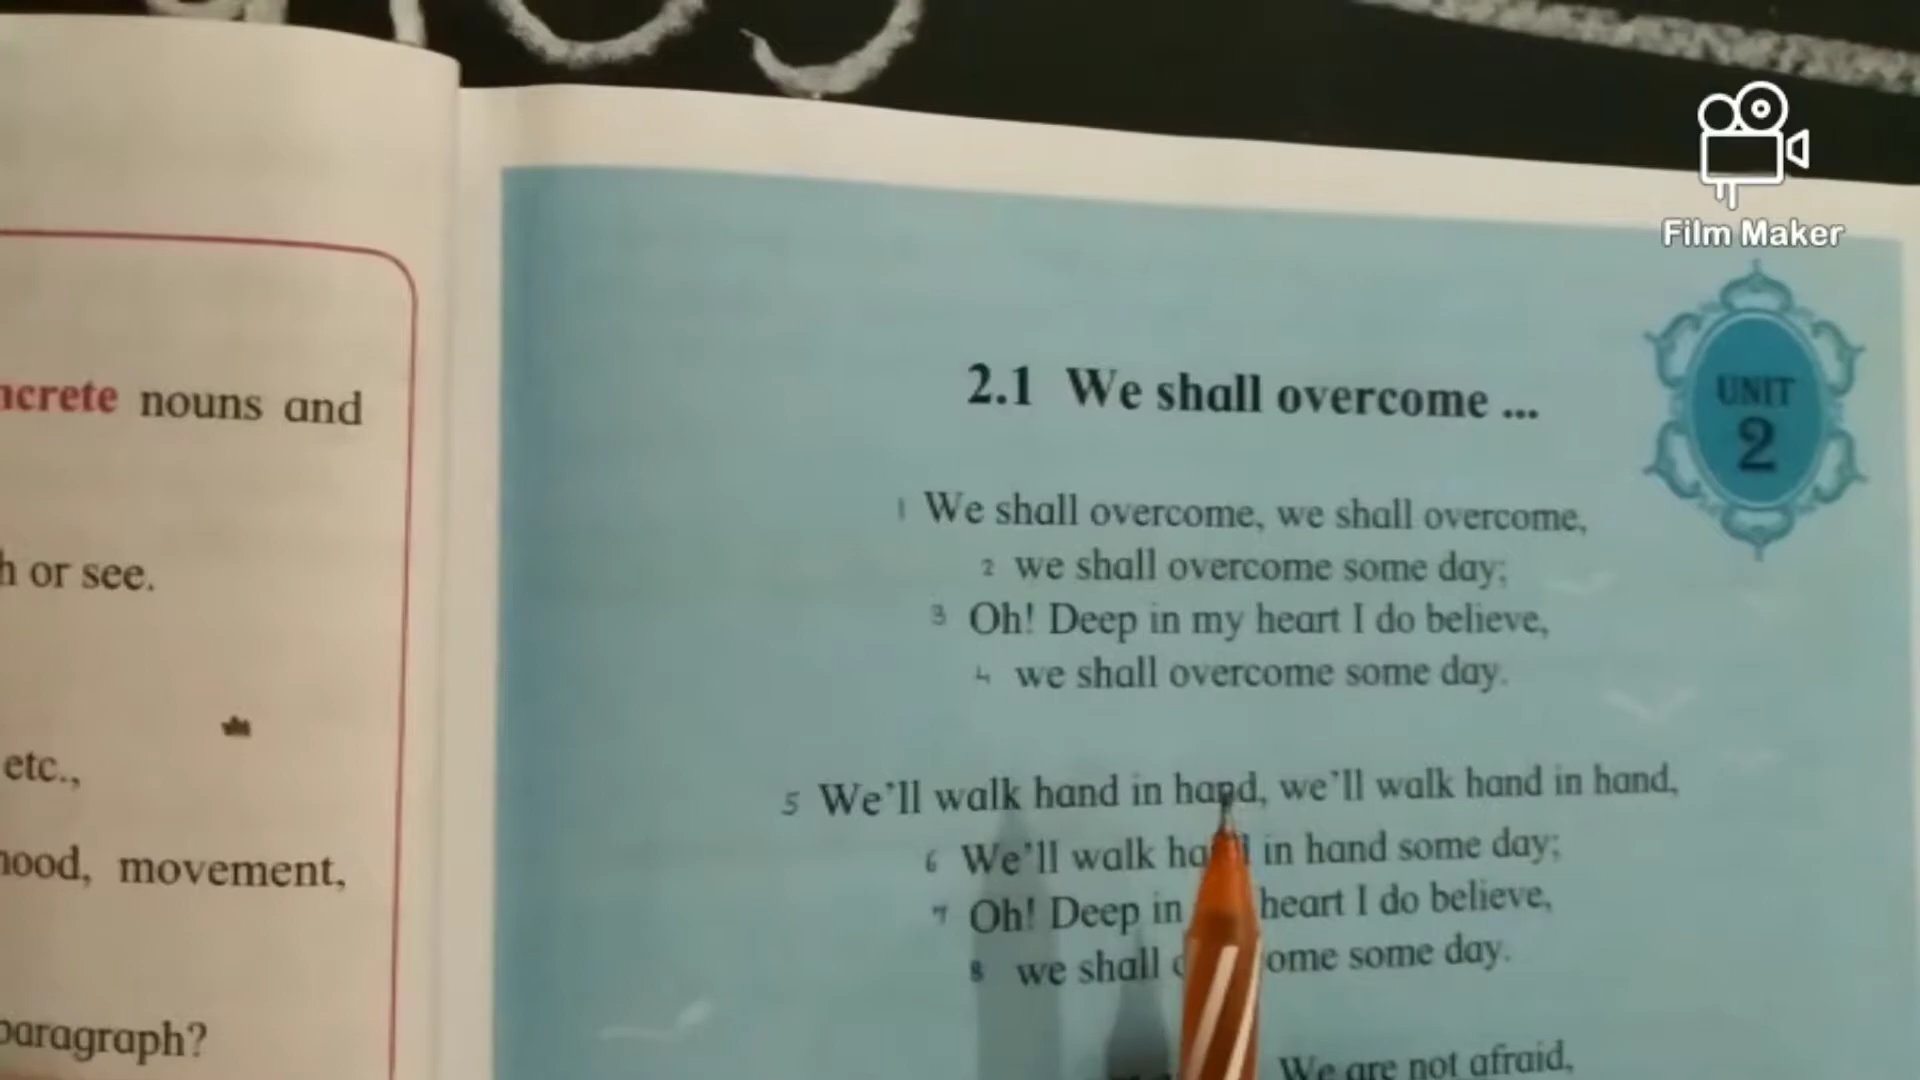 ncrete nouns and
h or see.
etc.,
hood, movement,
paragraph?
Film Maker
UNIT
2
2.1 We shall overcome ...
1 We shall overcome, we shall overcome,
2 we shall overcome some day;
3 Oh! Deep in my heart I do believe,
4 we shall overcome some day.
5 We'll walk hand in hand, we'll walk hand in hand,
6 We'll walk hand in hand some day;
7 Oh! Deep in heart I do believe,
8 we shall ome some day.
We are not afraid,